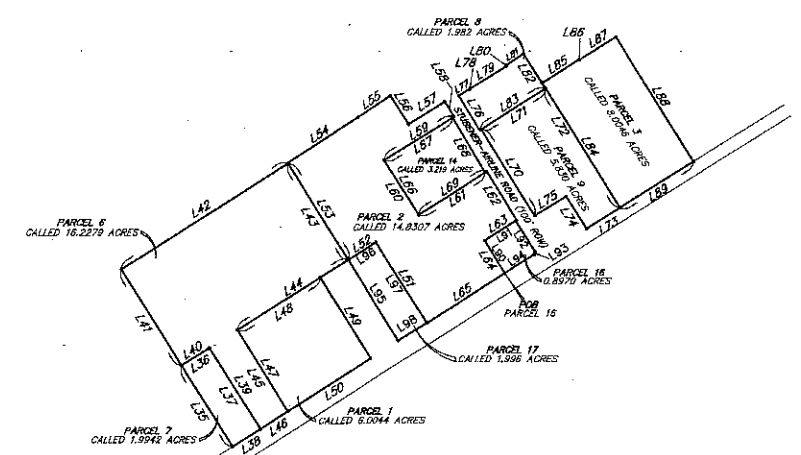 PARCEL 8
CALLED 1.982 ACRES
L86
L87
L80
L81
L78
L79
L82
L85
L58
L77
L55
L56
L57
L76
L83
L71
L72
L88
PARCEL 3
CALLED 8.0046 ACRES
L54
L59
L67
STUEBNER-AIRLINE ROAD (100' ROW)
L68
PARCEL 14
CALLED 3.219 ACRES
L66
L60
L69
L61
L62
L70
PARCEL 9
CALLED 5.836 ACRES
L84
L75
L74
L73
L89
L42
L43
L53
PARCEL 6
CALLED 16.2279 ACRES
PARCEL 2
CALLED 14.8307 ACRES
L52
L96
L63
L91
L92
L90
L94
L93
L64
PARCEL 16
0.8970 ACRES
POB
PARCEL 15
L41
L44
L48
L95
L97
L51
L65
L98
PARCEL 17
CALLED 1.996 ACRES
L40
L36
L49
L47
L45
L39
L37
L35
L50
PARCEL 1
CALLED 6.0044 ACRES
PARCEL 7
CALLED 1.9942 ACRES
L38
L46